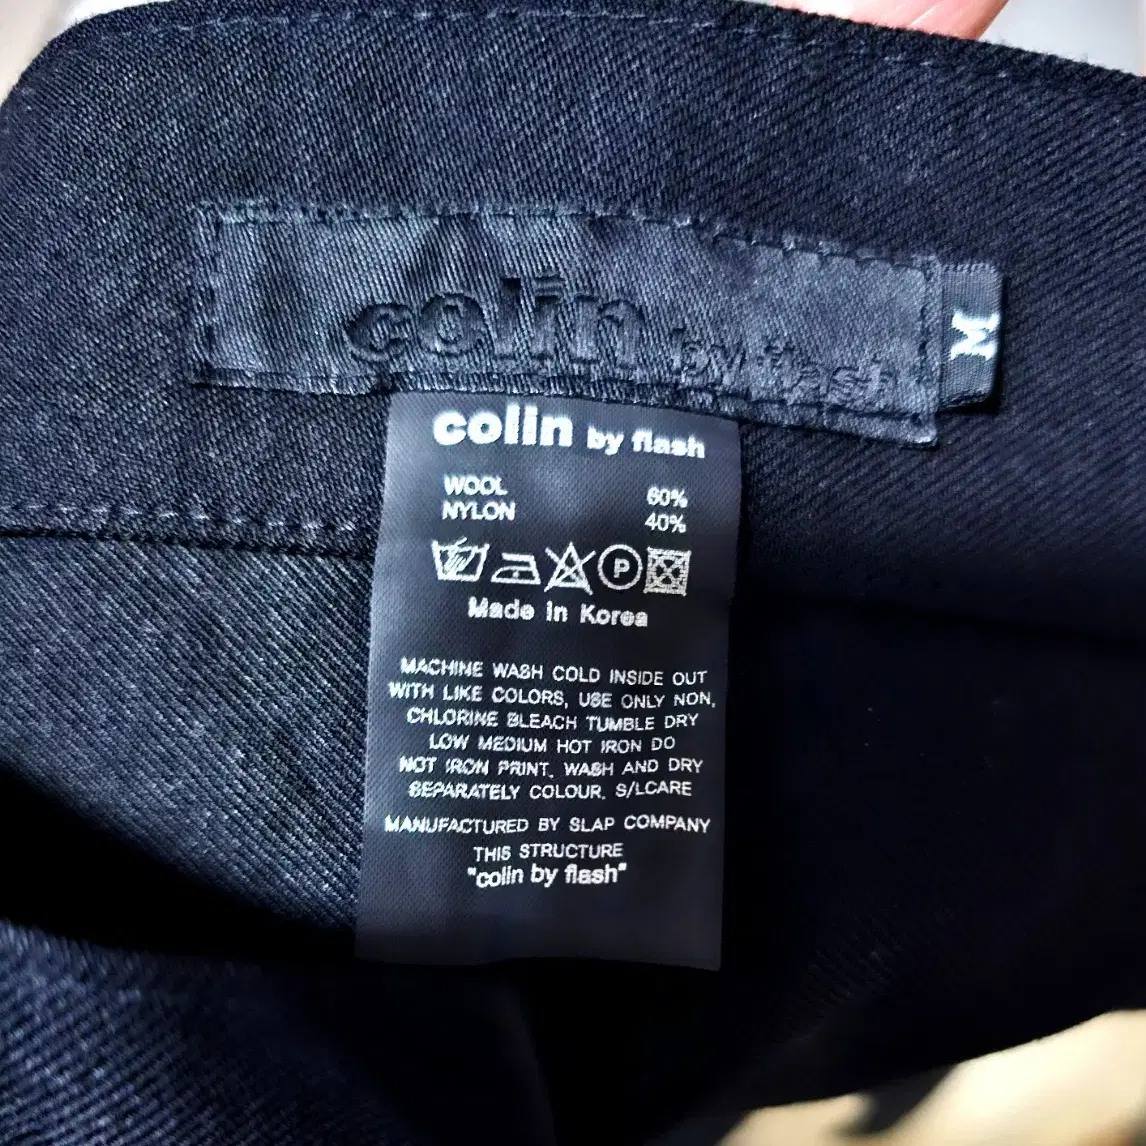 colin by flash
M
colin by flash
WOOL 60%
NYLON 40%
P
Made in Korea
MACHINE WASH COLD INSIDE OUT
WITH LIKE COLORS, USE ONLY NON,
CHLORINE BLEACH TUMBLE DRY
LOW MEDIUM HOT IRON DO
NOT IRON PRINT, WASH AND DRY
SEPARATELY COLOUR. S/LCARE
MANUFACTURED BY SLAP COMPANY
THIS STRUCTURE
"colin by flash"